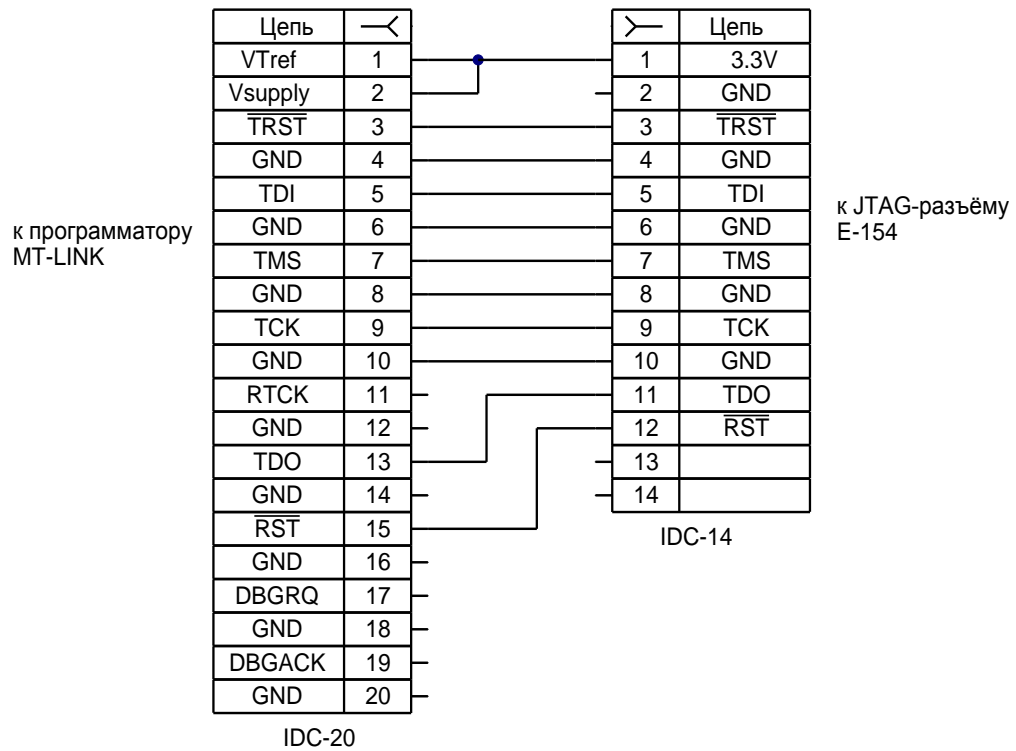 Цепь Цепь
VTref 1 1 3.3V
Vsupply 2 2 GND
TRST 3 3 TRST
GND 4 4 GND
TDI 5 5 TDI
к JTAG-разъёму
E-154
GND 6 6 GND
к программатору
MT-LINK
TMS 7 7 TMS
GND 8 8 GND
TCK 9 9 TCK
GND 10 10 GND
RTCK 11 11 TDO
GND 12 12 RST
TDO 13 13
GND 14 14
RST 15
IDC-14
GND 16
DBGRQ 17
GND 18
DBGACK 19
GND 20
IDC-20